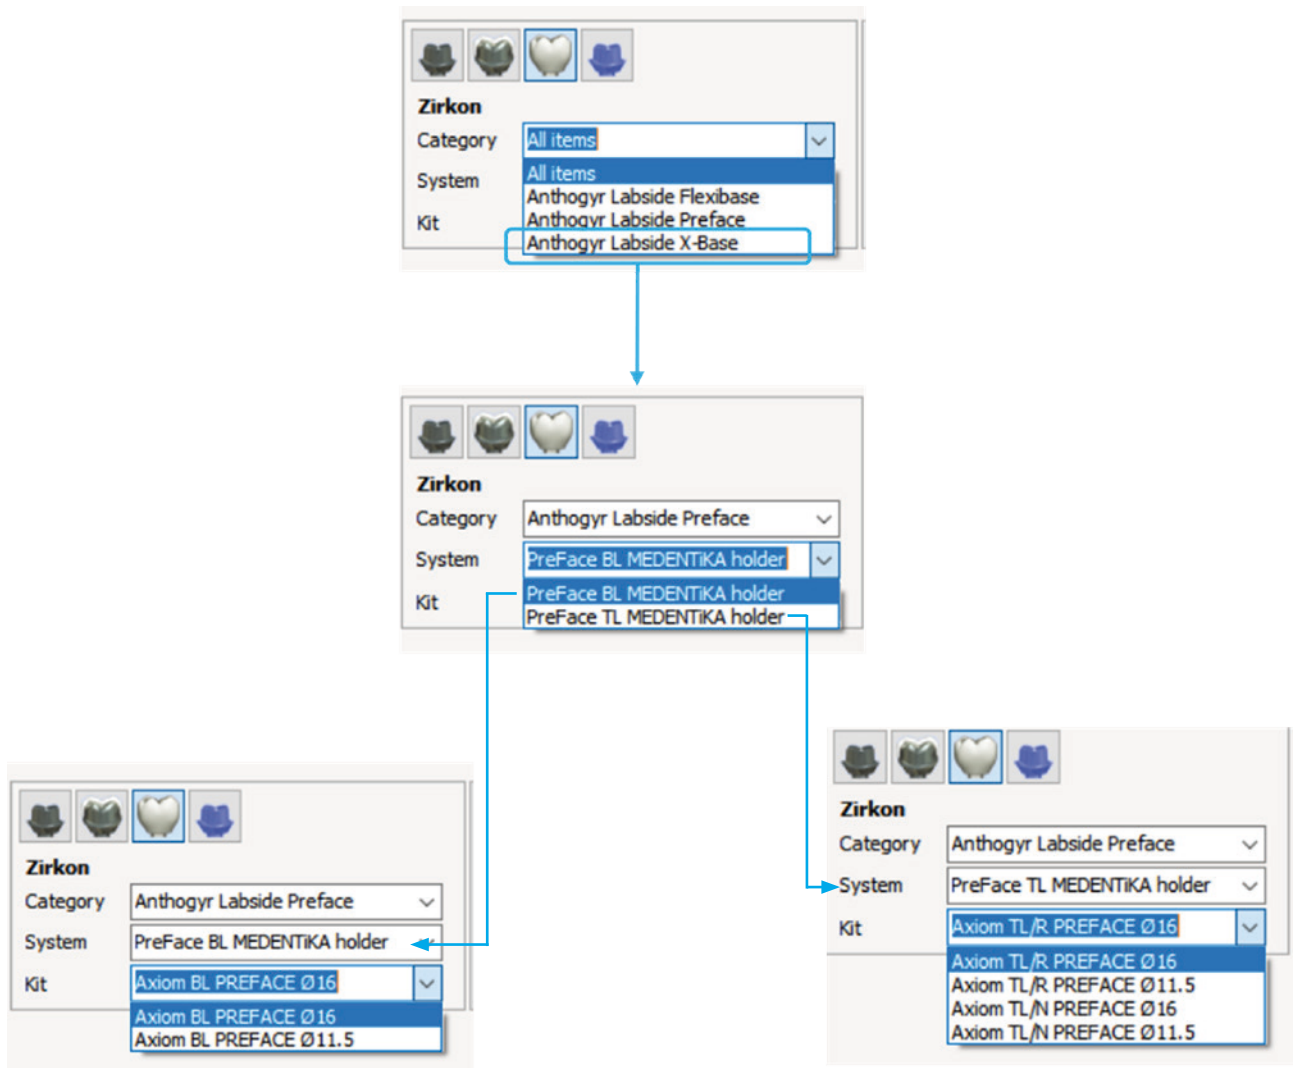 Zirkon
Category All items
All items
System
Anthogyr Labside Flexibase
Kit Anthogyr Labside Preface
Anthogyr Labside X-Base
Zirkon
Category Anthogyr Labside Preface
System PreFace BL MEDENTiKA holder
Kit PreFace BL MEDENTiKA holder
PreFace TL MEDENTiKA holder
Zirkon
Category Anthogyr Labside Preface
System PreFace BL MEDENTiKA holder
Kit Axiom BL PREFACE Ø16
Axiom BL PREFACE Ø16
Axiom BL PREFACE Ø11.5
Zirkon
Category Anthogyr Labside Preface
System PreFace TL MEDENTiKA holder
Kit Axiom TL/R PREFACE Ø16
Axiom TL/R PREFACE Ø16
Axiom TL/R PREFACE Ø11.5
Axiom TL/N PREFACE Ø16
Axiom TL/N PREFACE Ø11.5